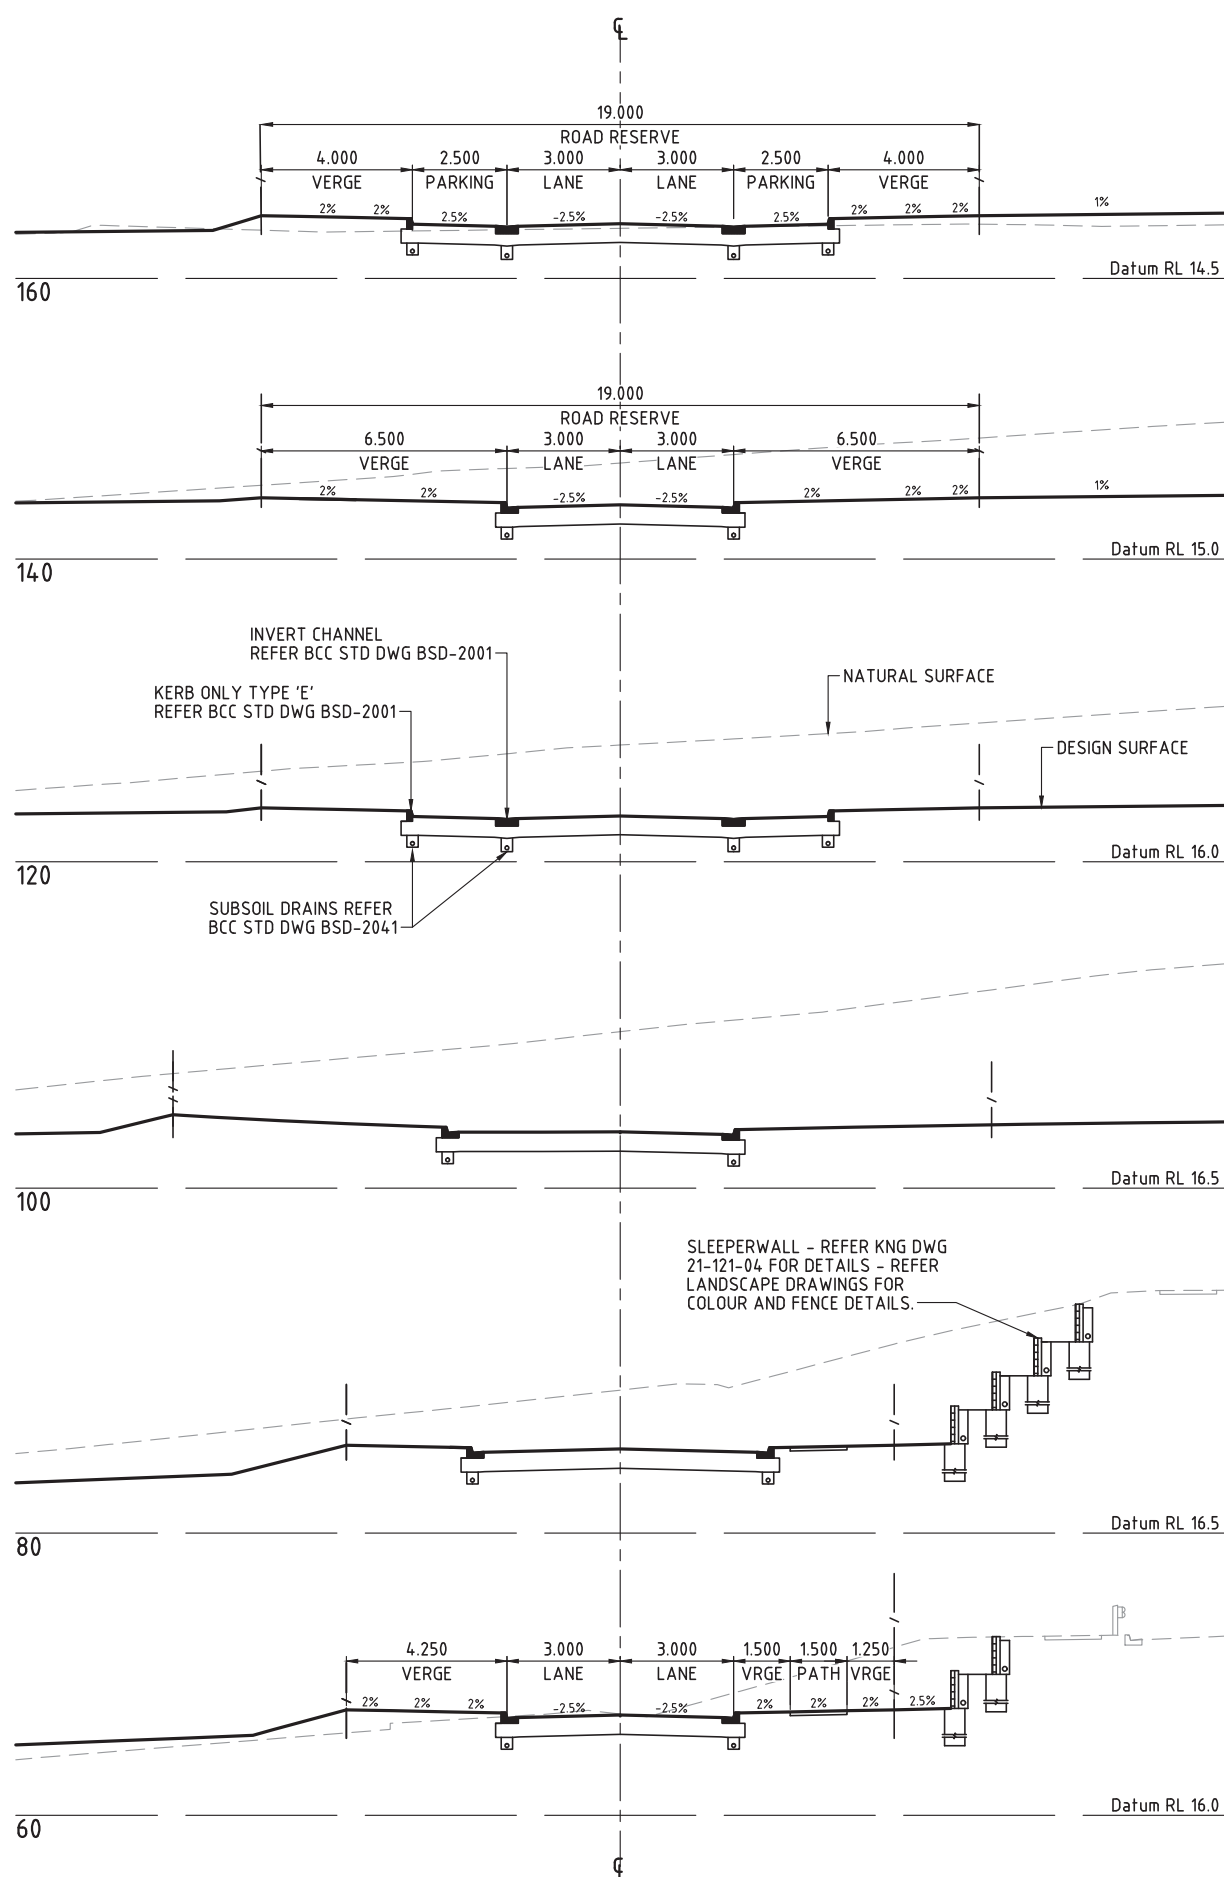 ℄
19.000
ROAD RESERVE
4.000 2.500 3.000 3.000 2.500 4.000
VERGE PARKING LANE LANE PARKING VERGE
2% 2% 2.5% -2.5% -2.5% 2.5% 2% 2% 2% 1%
Datum RL 14.5
160
19.000
ROAD RESERVE
6.500 3.000 3.000 6.500
VERGE LANE LANE VERGE
2% 2% -2.5% -2.5% 2% 2% 2% 1%
Datum RL 15.0
140
INVERT CHANNEL
REFER BCC STD DWG BSD-2001
KERB ONLY TYPE 'E'
REFER BCC STD DWG BSD-2001
NATURAL SURFACE
DESIGN SURFACE
Datum RL 16.0
120
SUBSOIL DRAINS REFER
BCC STD DWG BSD-2041
Datum RL 16.5
100
SLEEPERWALL - REFER KNG DWG
21-121-04 FOR DETAILS - REFER
LANDSCAPE DRAWINGS FOR
COLOUR AND FENCE DETAILS.
Datum RL 16.5
80
4.250 3.000 3.000 1.500 1.500 1.250
VERGE LANE LANE VRGE PATH VRGE
2% 2% 2% -2.5% -2.5% 2% 2% 2% 2.5%
Datum RL 16.0
60
℄